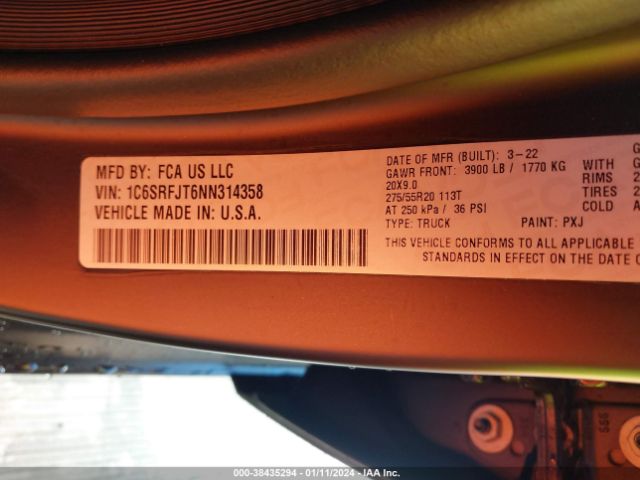 MFD BY: FCA US LLC
VIN: 1C6SRFJT6NN314358
VEHICLE MADE IN: U.S.A.
DATE OF MFR (BUILT): 3-22
GAWR FRONT: 3900 LB / 1770 KG WITH
20X9.0 RIMS 2
275/55R20 113T TIRES 2
AT 250 kPa / 36 PSI COLD A
TYPE: TRUCK PAINT: PXJ
THIS VEHICLE CONFORMS TO ALL APPLICABLE
STANDARDS IN EFFECT ON THE DATE O
000-38435294 - 01/11/2024 - IAA Inc.